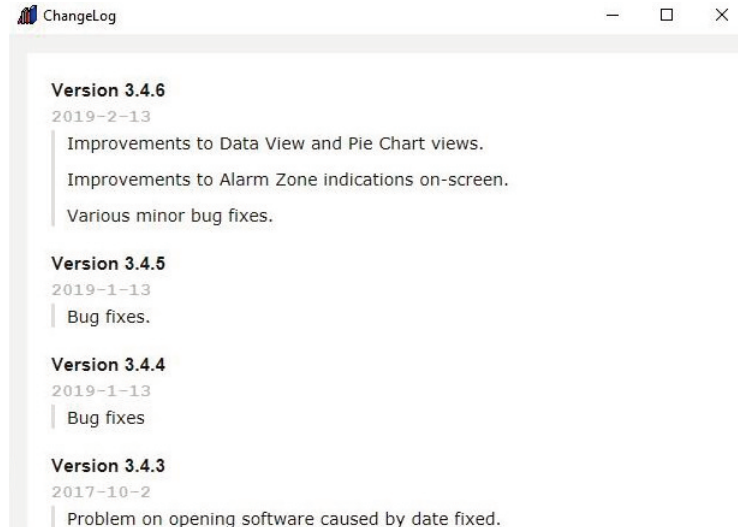 ChangeLog
Version 3.4.6
2019-2-13
Improvements to Data View and Pie Chart views.
Improvements to Alarm Zone indications on-screen.
Various minor bug fixes.
Version 3.4.5
2019-1-13
Bug fixes.
Version 3.4.4
2019-1-13
Bug fixes
Version 3.4.3
2017-10-2
Problem on opening software caused by date fixed.